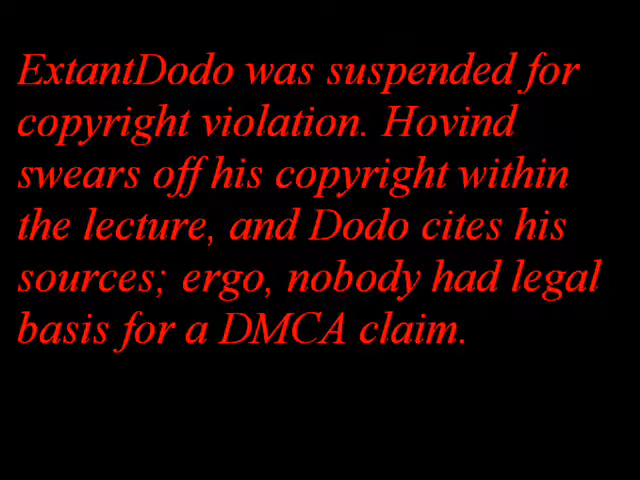 ExtantDodo was suspended for
copyright violation. Hovind
swears off his copyright within
the lecture, and Dodo cites his
sources; ergo, nobody had legal
basis for a DMCA claim.